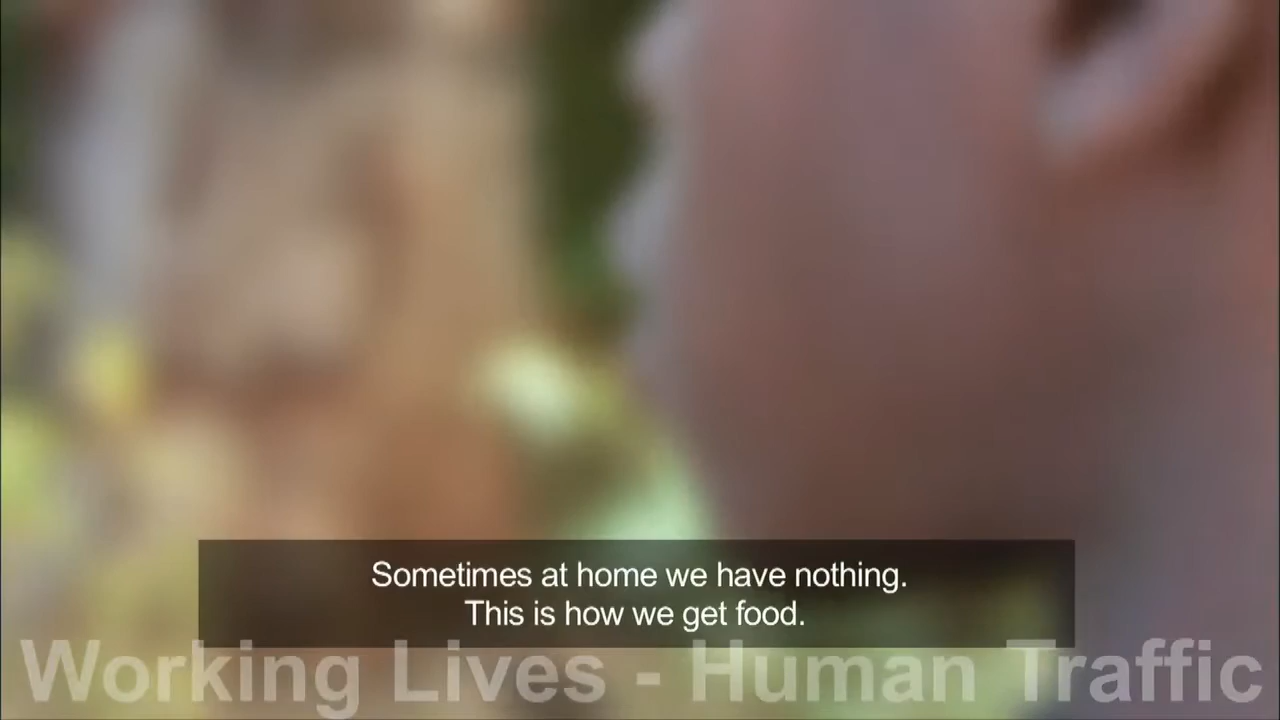 Sometimes at home we have nothing.
This is how we get food.
Working Lives - Human Traffic